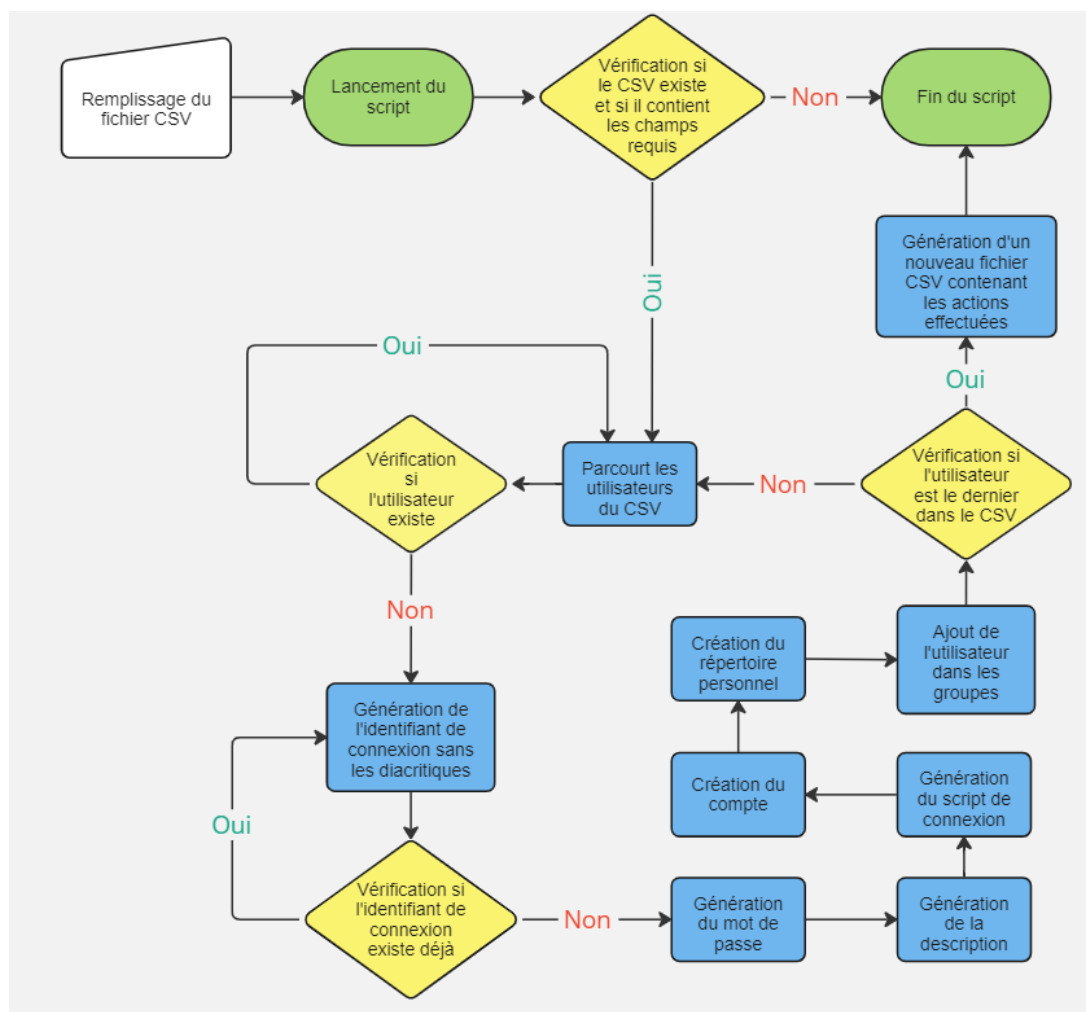 Remplissage du
fichier CSV
Lancement du
script
Vérification si
le CSV existe
et si il contient
les champs
requis
Non
Fin du script
Oui
Génération d'un
nouveau fichier
CSV contenant
les actions
effectuées
Oui
Oui
Vérification
si
l'utilisateur
existe
Parcourt les
utilisateurs
du CSV
Non
Vérification si
l'utilisateur
est le dernier
dans le CSV
Non
Génération de
l'identifiant de
connexion sans
les diacritiques
Création du
répertoire
personnel
Ajout de
l'utilisateur
dans les
groupes
Création du
compte
Génération
du script de
connexion
Oui
Vérification si
l'identifiant de
connexion
existe déjà
Non
Génération
du mot de
passe
Génération
de la
description